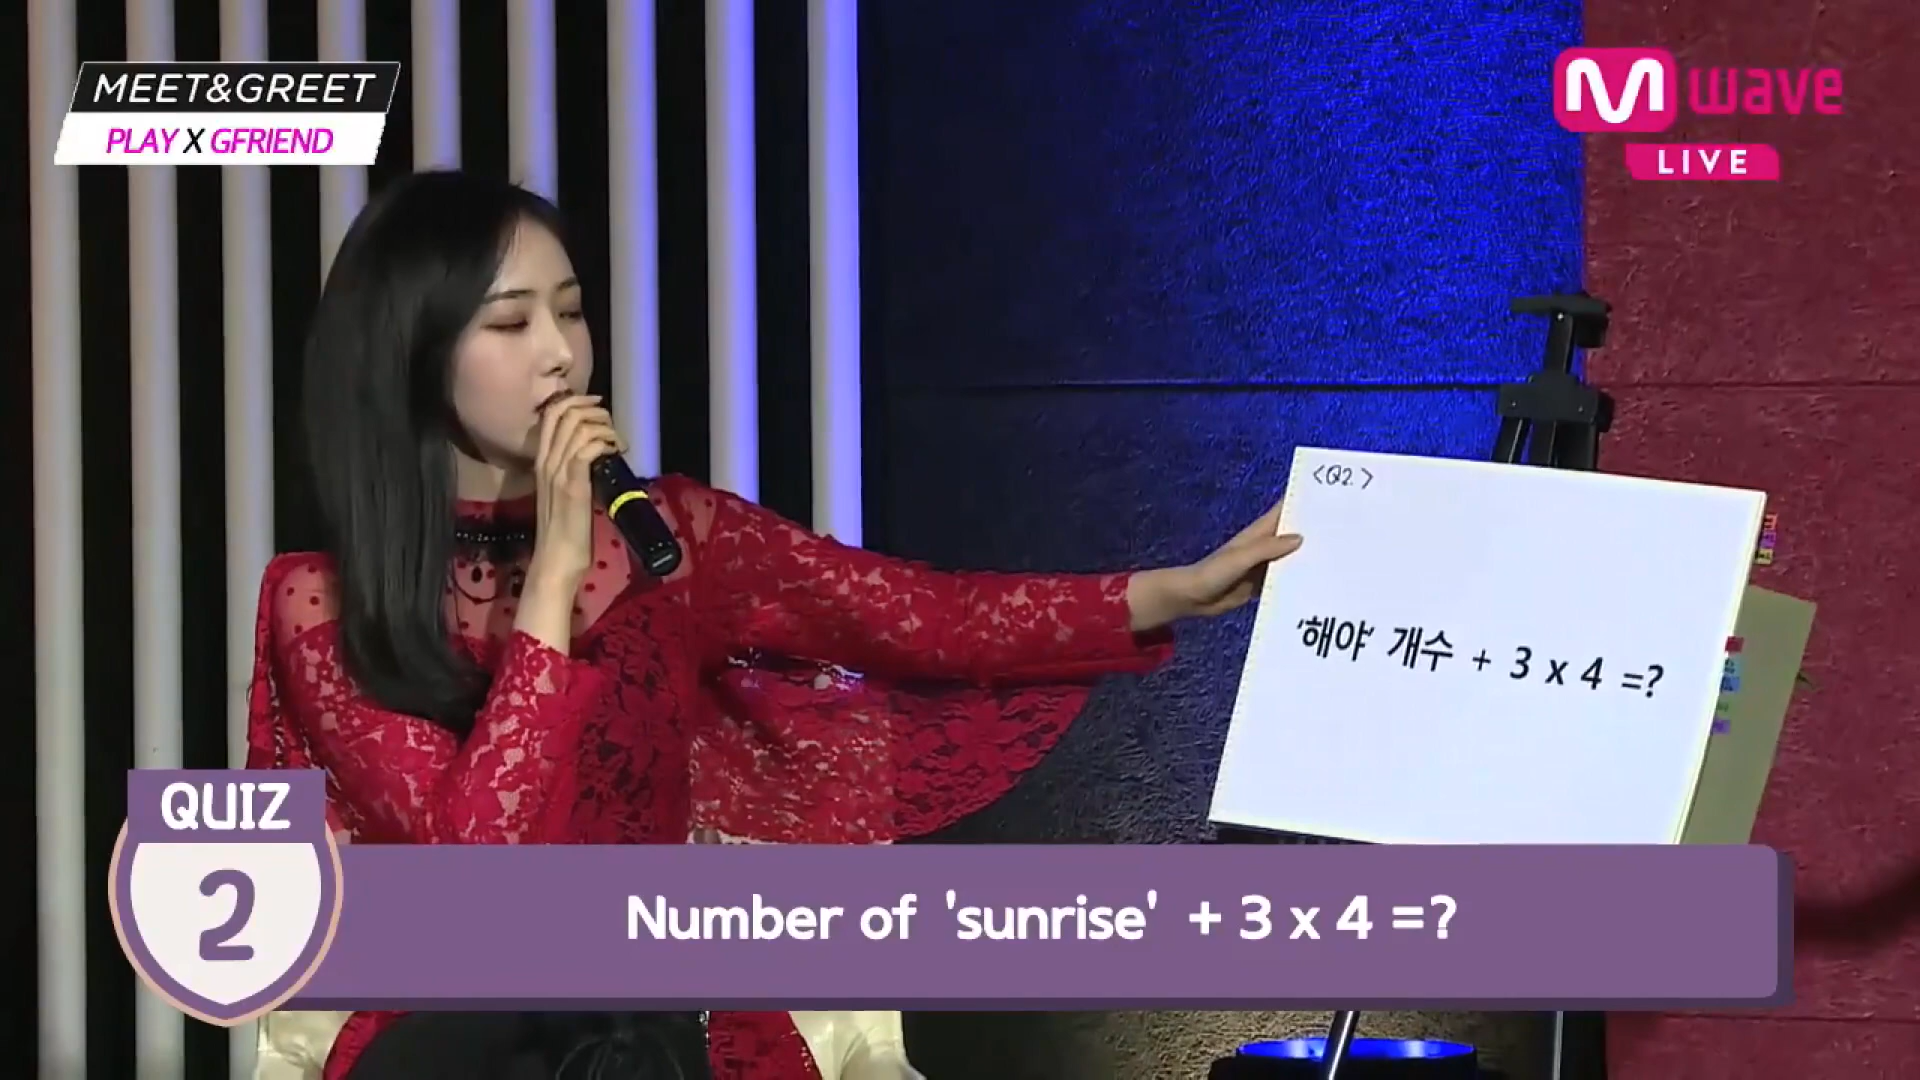 MEET&GREET
PLAY X GFRIEND
M wave
LIVE
<Q2.>
'해야' 개수 + 3 x 4 =?
QUIZ
2
Number of 'sunrise' + 3 x 4 =?